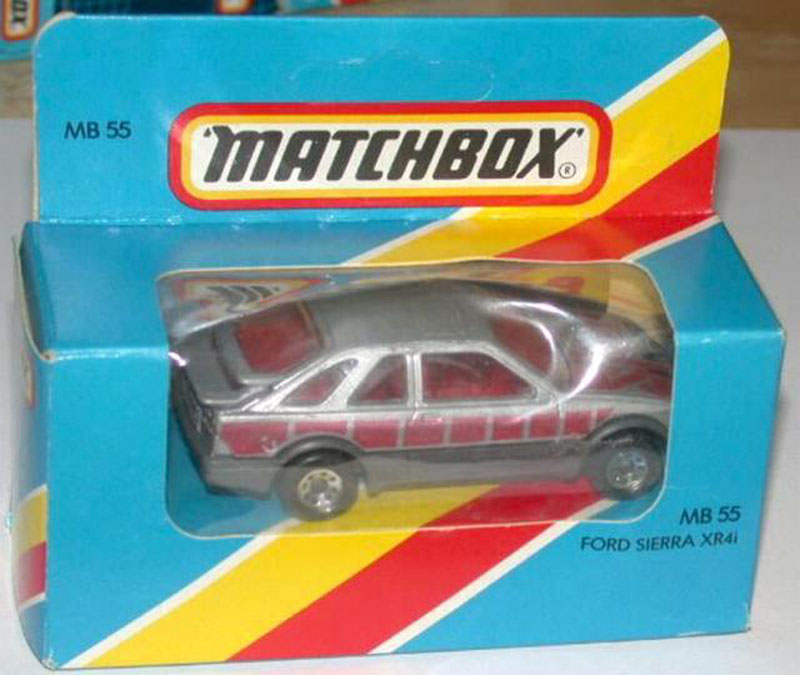 MB 55
"MATCHBOX"®
MB 55
FORD SIERRA XR4i